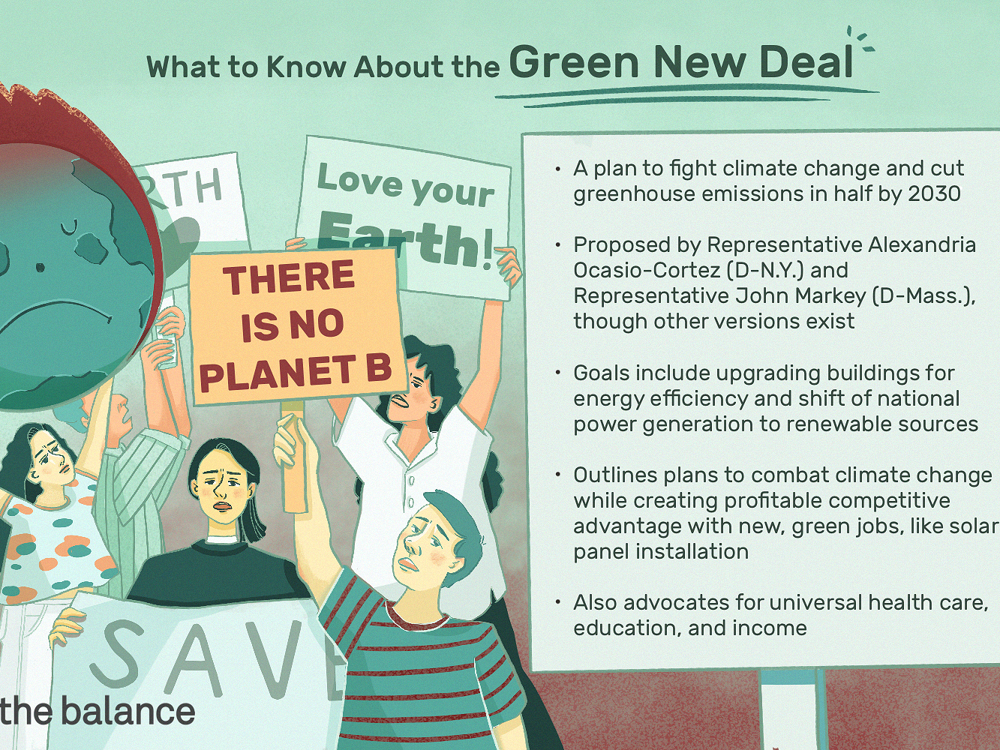 What to Know About the Green New Deal
RTH
Love your
Earth!
THERE
IS NO
PLANET B
SAVE
the balance
• A plan to fight climate change and cut
greenhouse emissions in half by 2030
• Proposed by Representative Alexandria
Ocasio-Cortez (D-N.Y.) and
Representative John Markey (D-Mass.),
though other versions exist
• Goals include upgrading buildings for
energy efficiency and shift of national
power generation to renewable sources
• Outlines plans to combat climate change
while creating profitable competitive
advantage with new, green jobs, like solar
panel installation
• Also advocates for universal health care,
education, and income